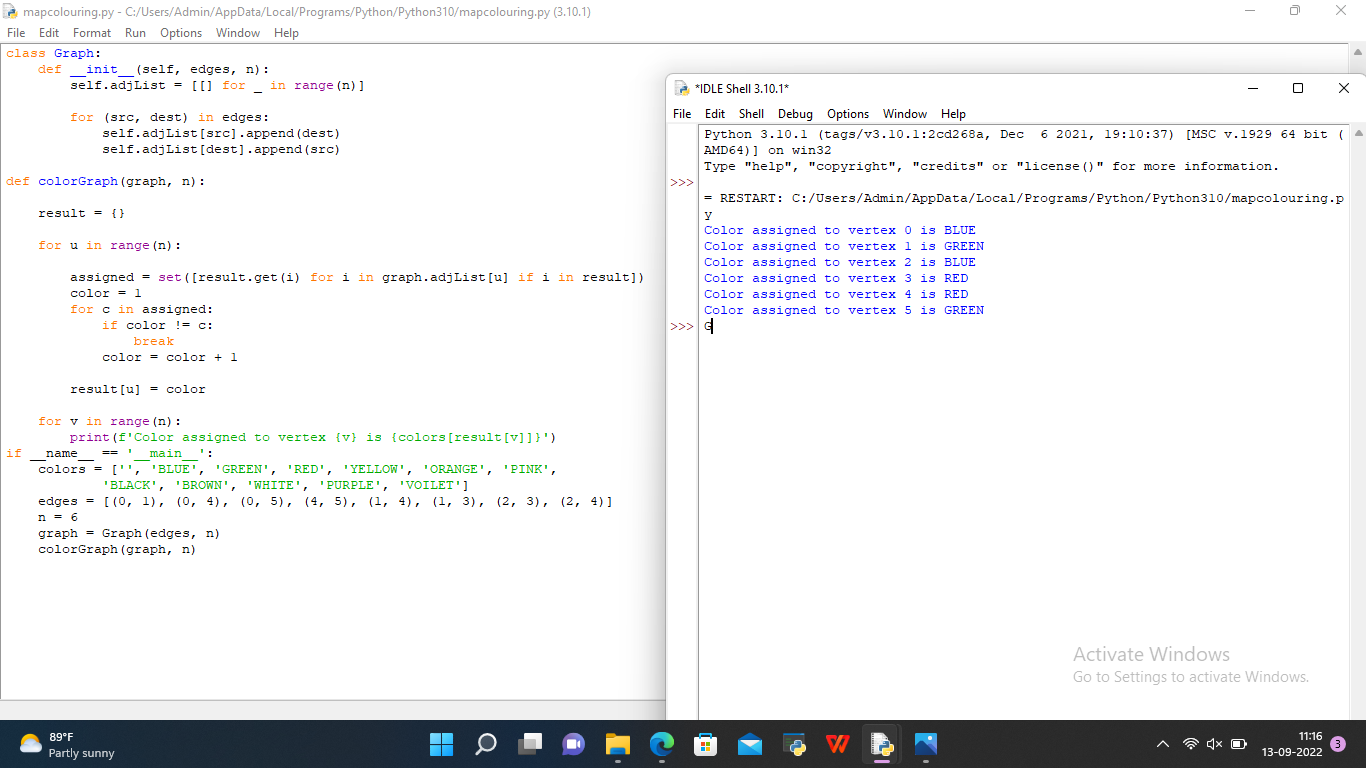 mapcolouring.py - C:/Users/Admin/AppData/Local/Programs/Python/Python310/mapcolouring.py (3.10.1)
File Edit Format Run Options Window Help
class Graph:
    def __init__(self, edges, n):
        self.adjList = [[] for _ in range(n)]
        for (src, dest) in edges:
            self.adjList[src].append(dest)
            self.adjList[dest].append(src)
def colorGraph(graph, n):
    result = {}
    for u in range(n):
        assigned = set([result.get(i) for i in graph.adjList[u] if i in result])
        color = 1
        for c in assigned:
            if color != c:
                break
            color = color + 1
        result[u] = color
    for v in range(n):
        print(f'Color assigned to vertex {v} is {colors[result[v]]}')
if __name__ == '__main__':
    colors = ['', 'BLUE', 'GREEN', 'RED', 'YELLOW', 'ORANGE', 'PINK',
            'BLACK', 'BROWN', 'WHITE', 'PURPLE', 'VOILET']
    edges = [(0, 1), (0, 4), (0, 5), (4, 5), (1, 4), (1, 3), (2, 3), (2, 4)]
    n = 6
    graph = Graph(edges, n)
    colorGraph(graph, n)
*IDLE Shell 3.10.1*
File Edit Shell Debug Options Window Help
Python 3.10.1 (tags/v3.10.1:2cd268a, Dec  6 2021, 19:10:37) [MSC v.1929 64 bit (
AMD64)] on win32
Type "help", "copyright", "credits" or "license()" for more information.
>>>
= RESTART: C:/Users/Admin/AppData/Local/Programs/Python/Python310/mapcolouring.p
y
Color assigned to vertex 0 is BLUE
Color assigned to vertex 1 is GREEN
Color assigned to vertex 2 is BLUE
Color assigned to vertex 3 is RED
Color assigned to vertex 4 is RED
Color assigned to vertex 5 is GREEN
>>> G
Activate Windows
Go to Settings to activate Windows.
89°F
Partly sunny
11:16
13-09-2022
3